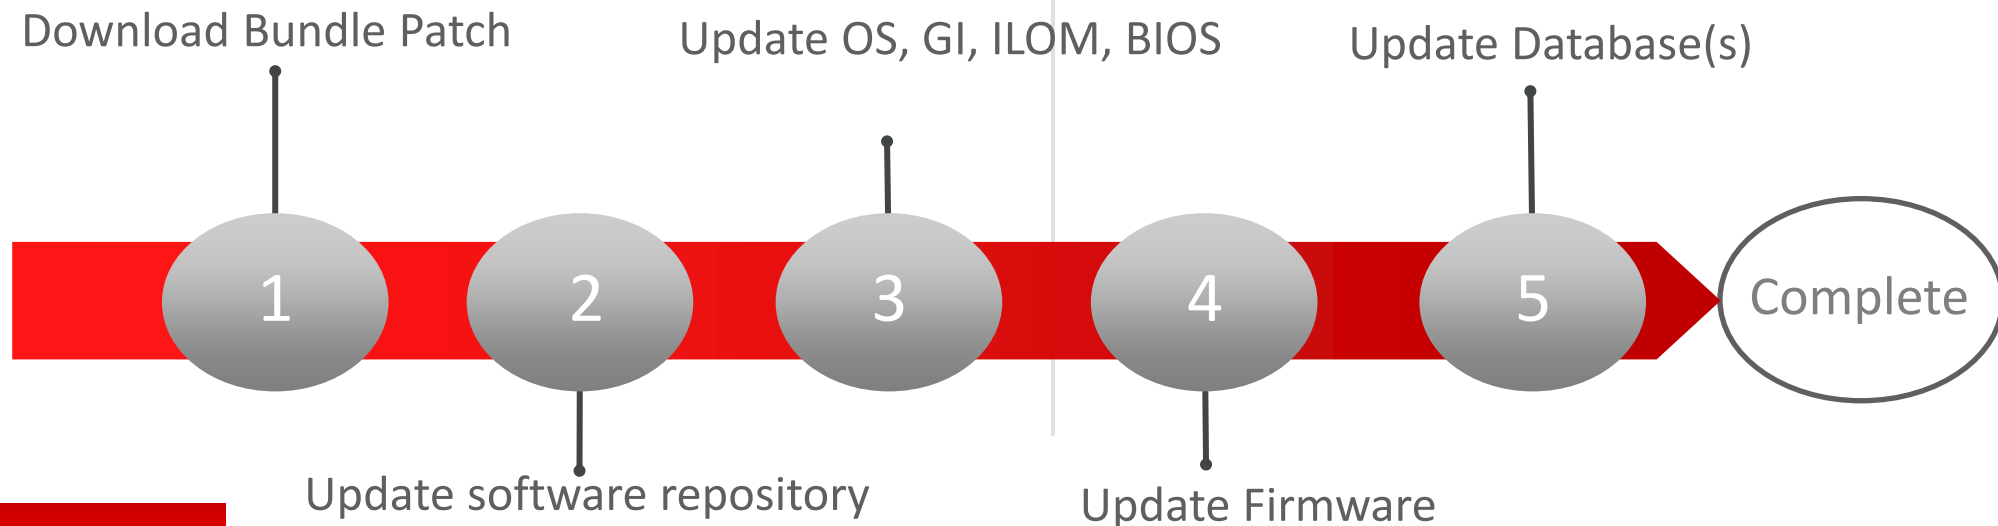 Download Bundle Patch
Update OS, GI, ILOM, BIOS
Update Database(s)
1
2
3
4
5
Complete
Update software repository
Update Firmware